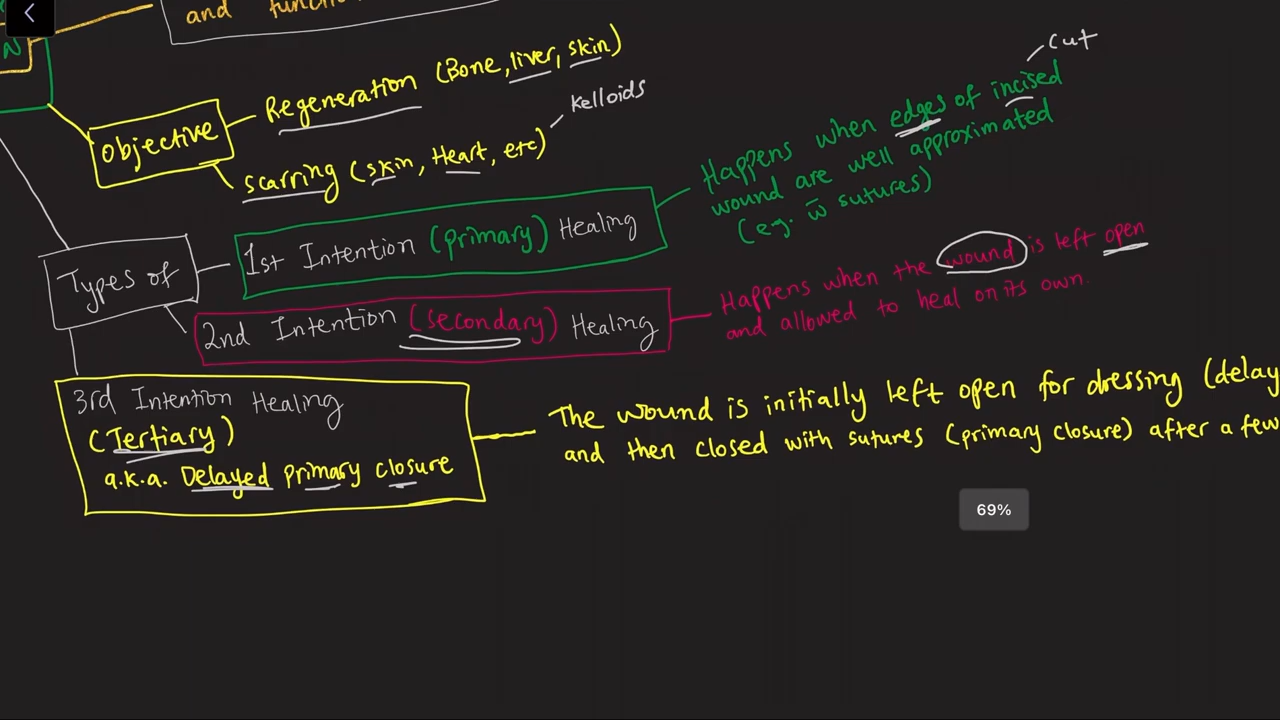 N
and
Objective
Regeneration (Bone, liver, skin)
scarring (skin, Heart, etc)
Kelloids
Types of
1st Intention (primary) Healing
Happens when edges of incised
wound are well approximated
(e.g. w̄ sutures)
cut
2nd Intention (secondary) Healing
Happens when the wound is left open
and allowed to heal on its own.
3rd Intention Healing
(Tertiary)
a.k.a. Delayed primary closure
The wound is initially left open for dressing (delay
and then closed with sutures (primary closure) after a few
69%